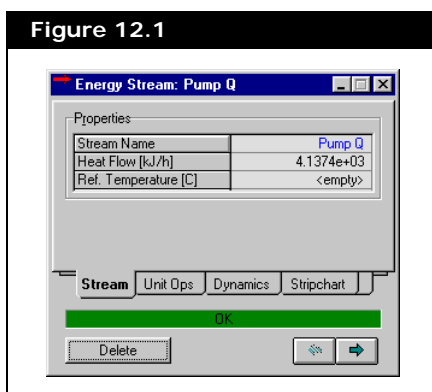 Figure 12.1
Energy Stream: Pump Q
Properties
Stream Name Pump Q
Heat Flow [kJ/h] 4.1374e+03
Ref. Temperature [C] <empty>
Stream Unit Ops Dynamics Stripchart
OK
Delete